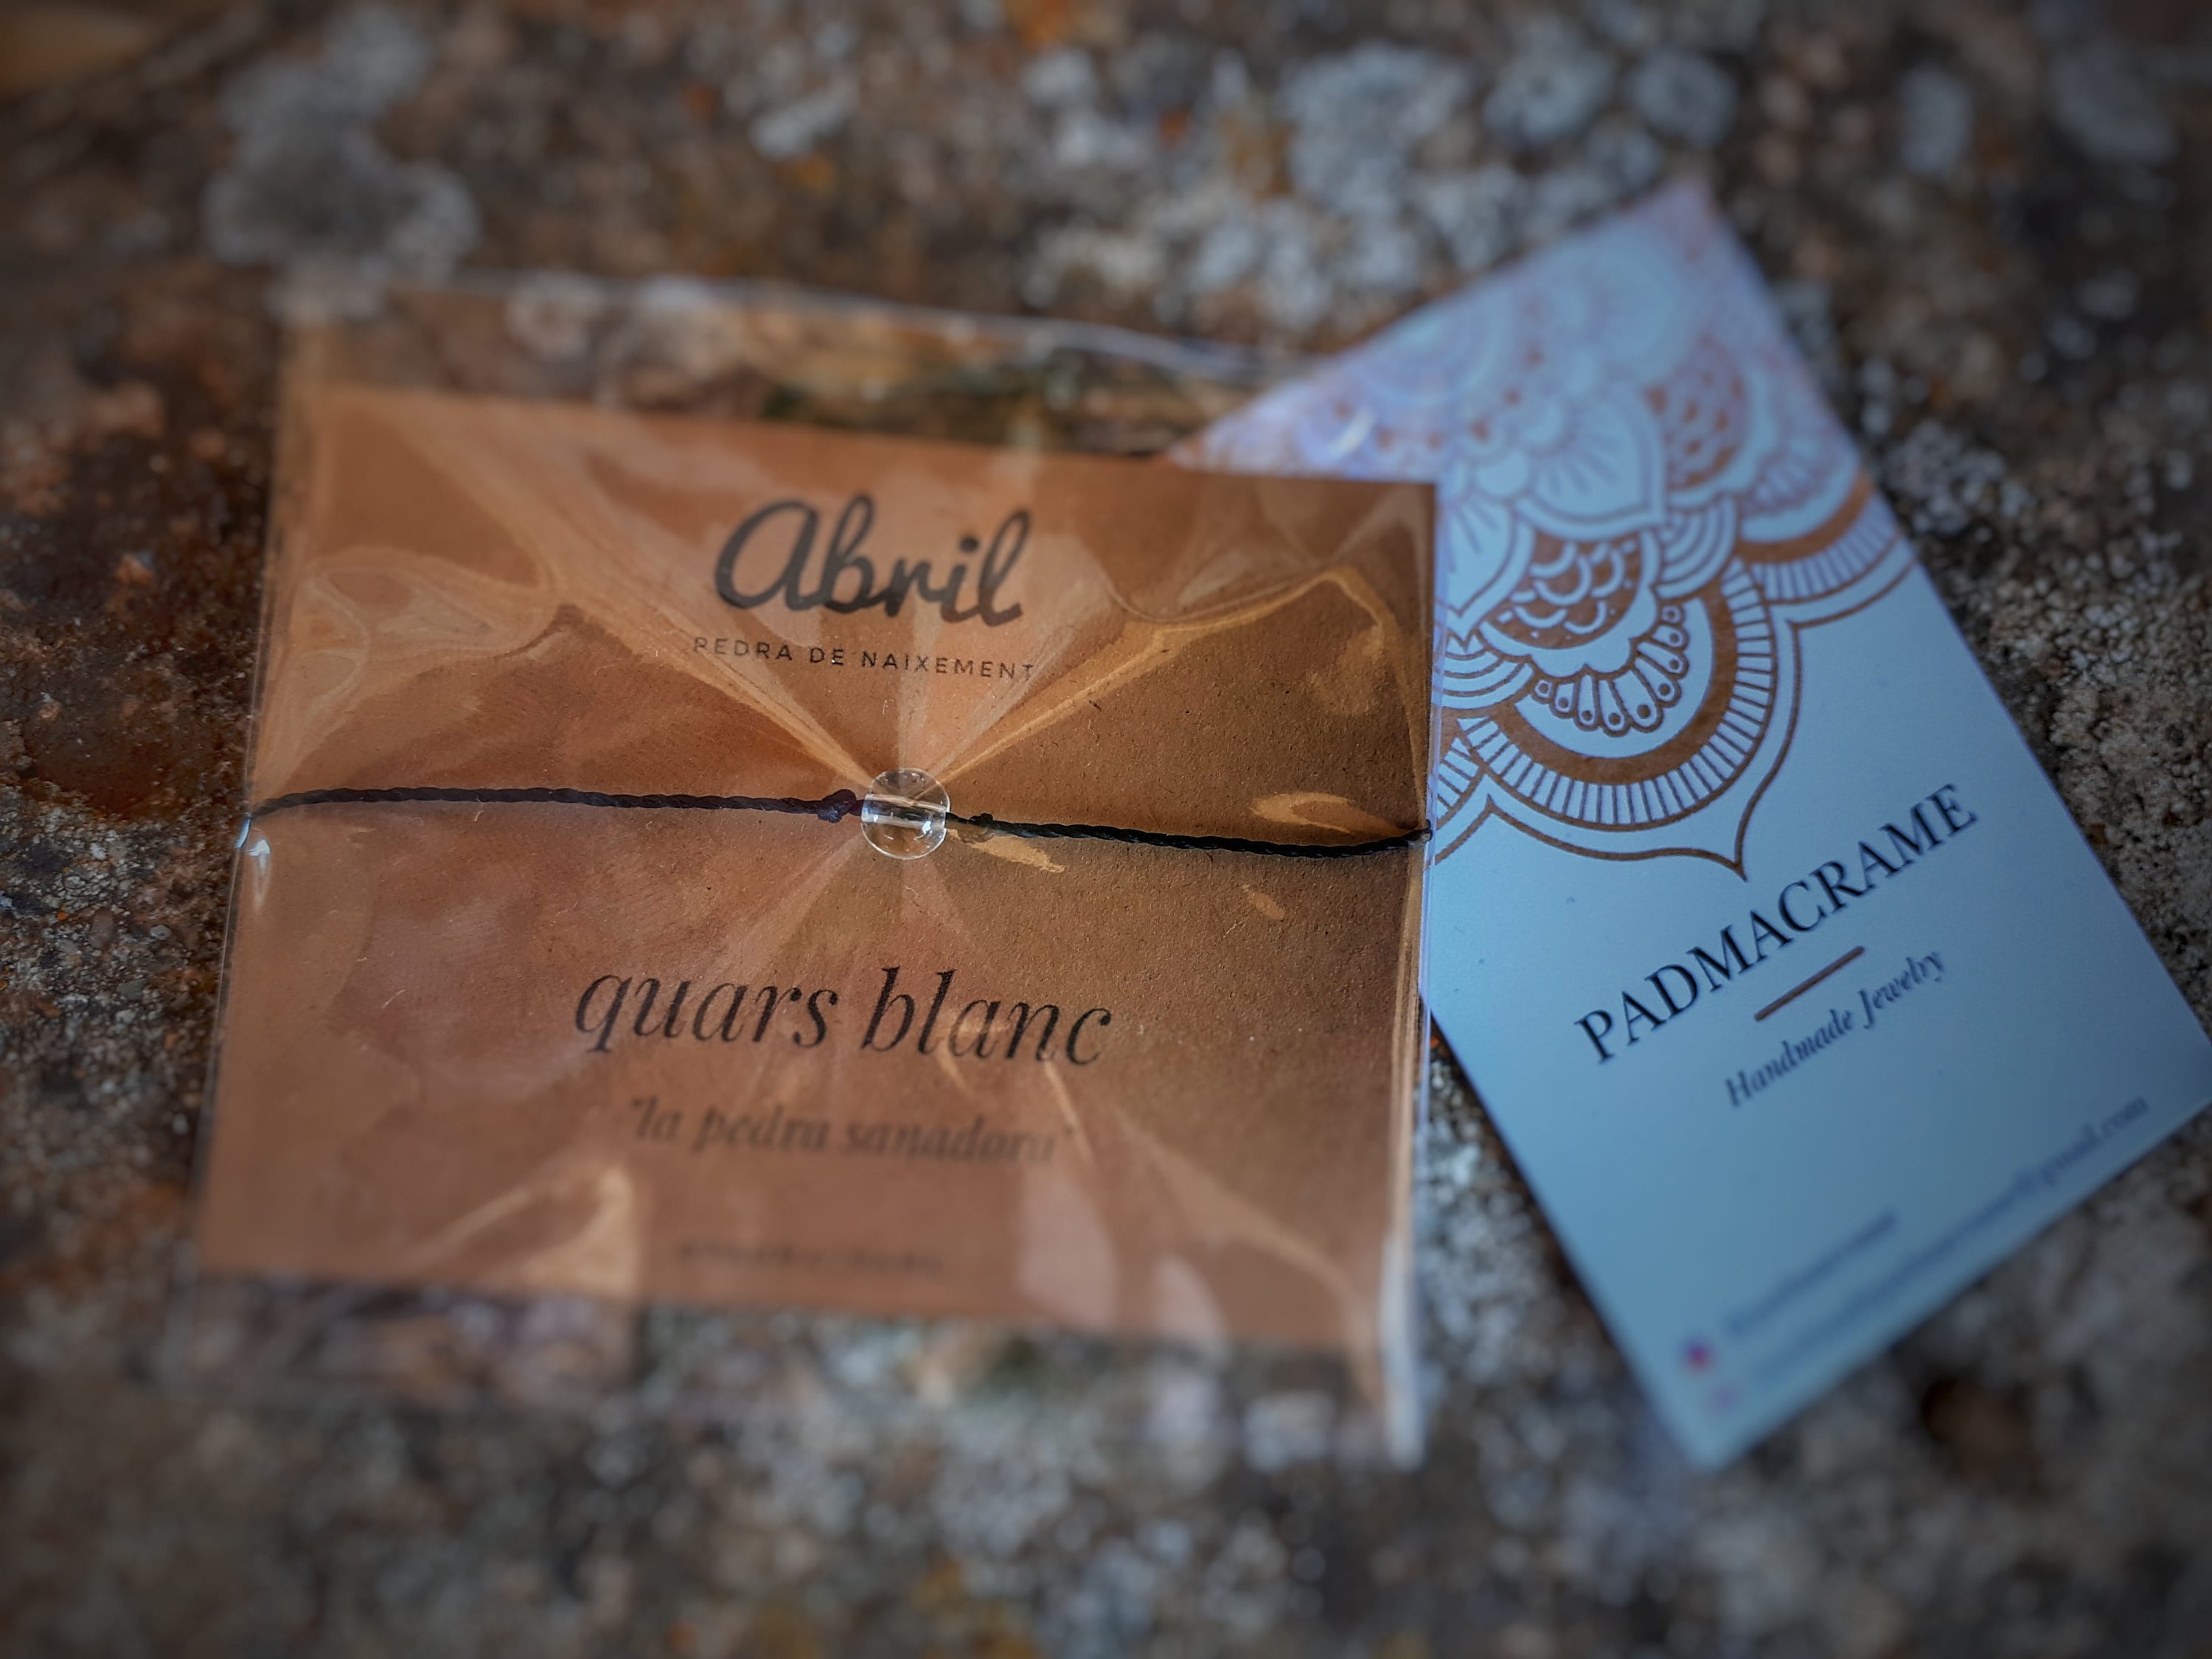 Abril
PEDRA DE NAIXEMENT
quars blanc
"la pedra sanadora"
PADMACRAME
Handmade Jewelry